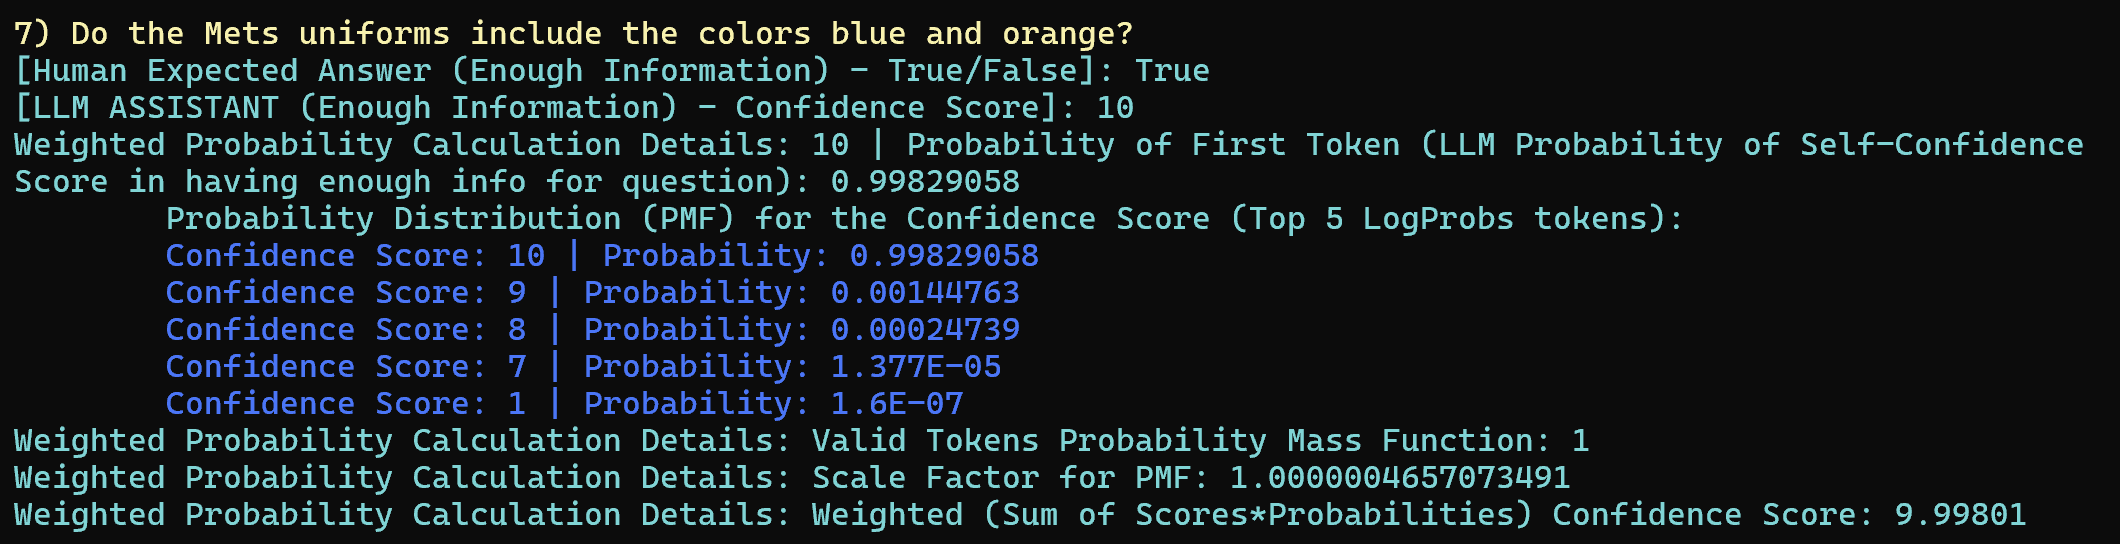 7) Do the Mets uniforms include the colors blue and orange?
[Human Expected Answer (Enough Information) - True/False]: True
[LLM ASSISTANT (Enough Information) - Confidence Score]: 10
Weighted Probability Calculation Details: 10 | Probability of First Token (LLM Probability of Self-Confidence
Score in having enough info for question): 0.99829058
Probability Distribution (PMF) for the Confidence Score (Top 5 LogProbs tokens):
Confidence Score: 10 | Probability: 0.99829058
Confidence Score: 9 | Probability: 0.00144763
Confidence Score: 8 | Probability: 0.00024739
Confidence Score: 7 | Probability: 1.377E-05
Confidence Score: 1 | Probability: 1.6E-07
Weighted Probability Calculation Details: Valid Tokens Probability Mass Function: 1
Weighted Probability Calculation Details: Scale Factor for PMF: 1.0000004657073491
Weighted Probability Calculation Details: Weighted (Sum of Scores*Probabilities) Confidence Score: 9.99801